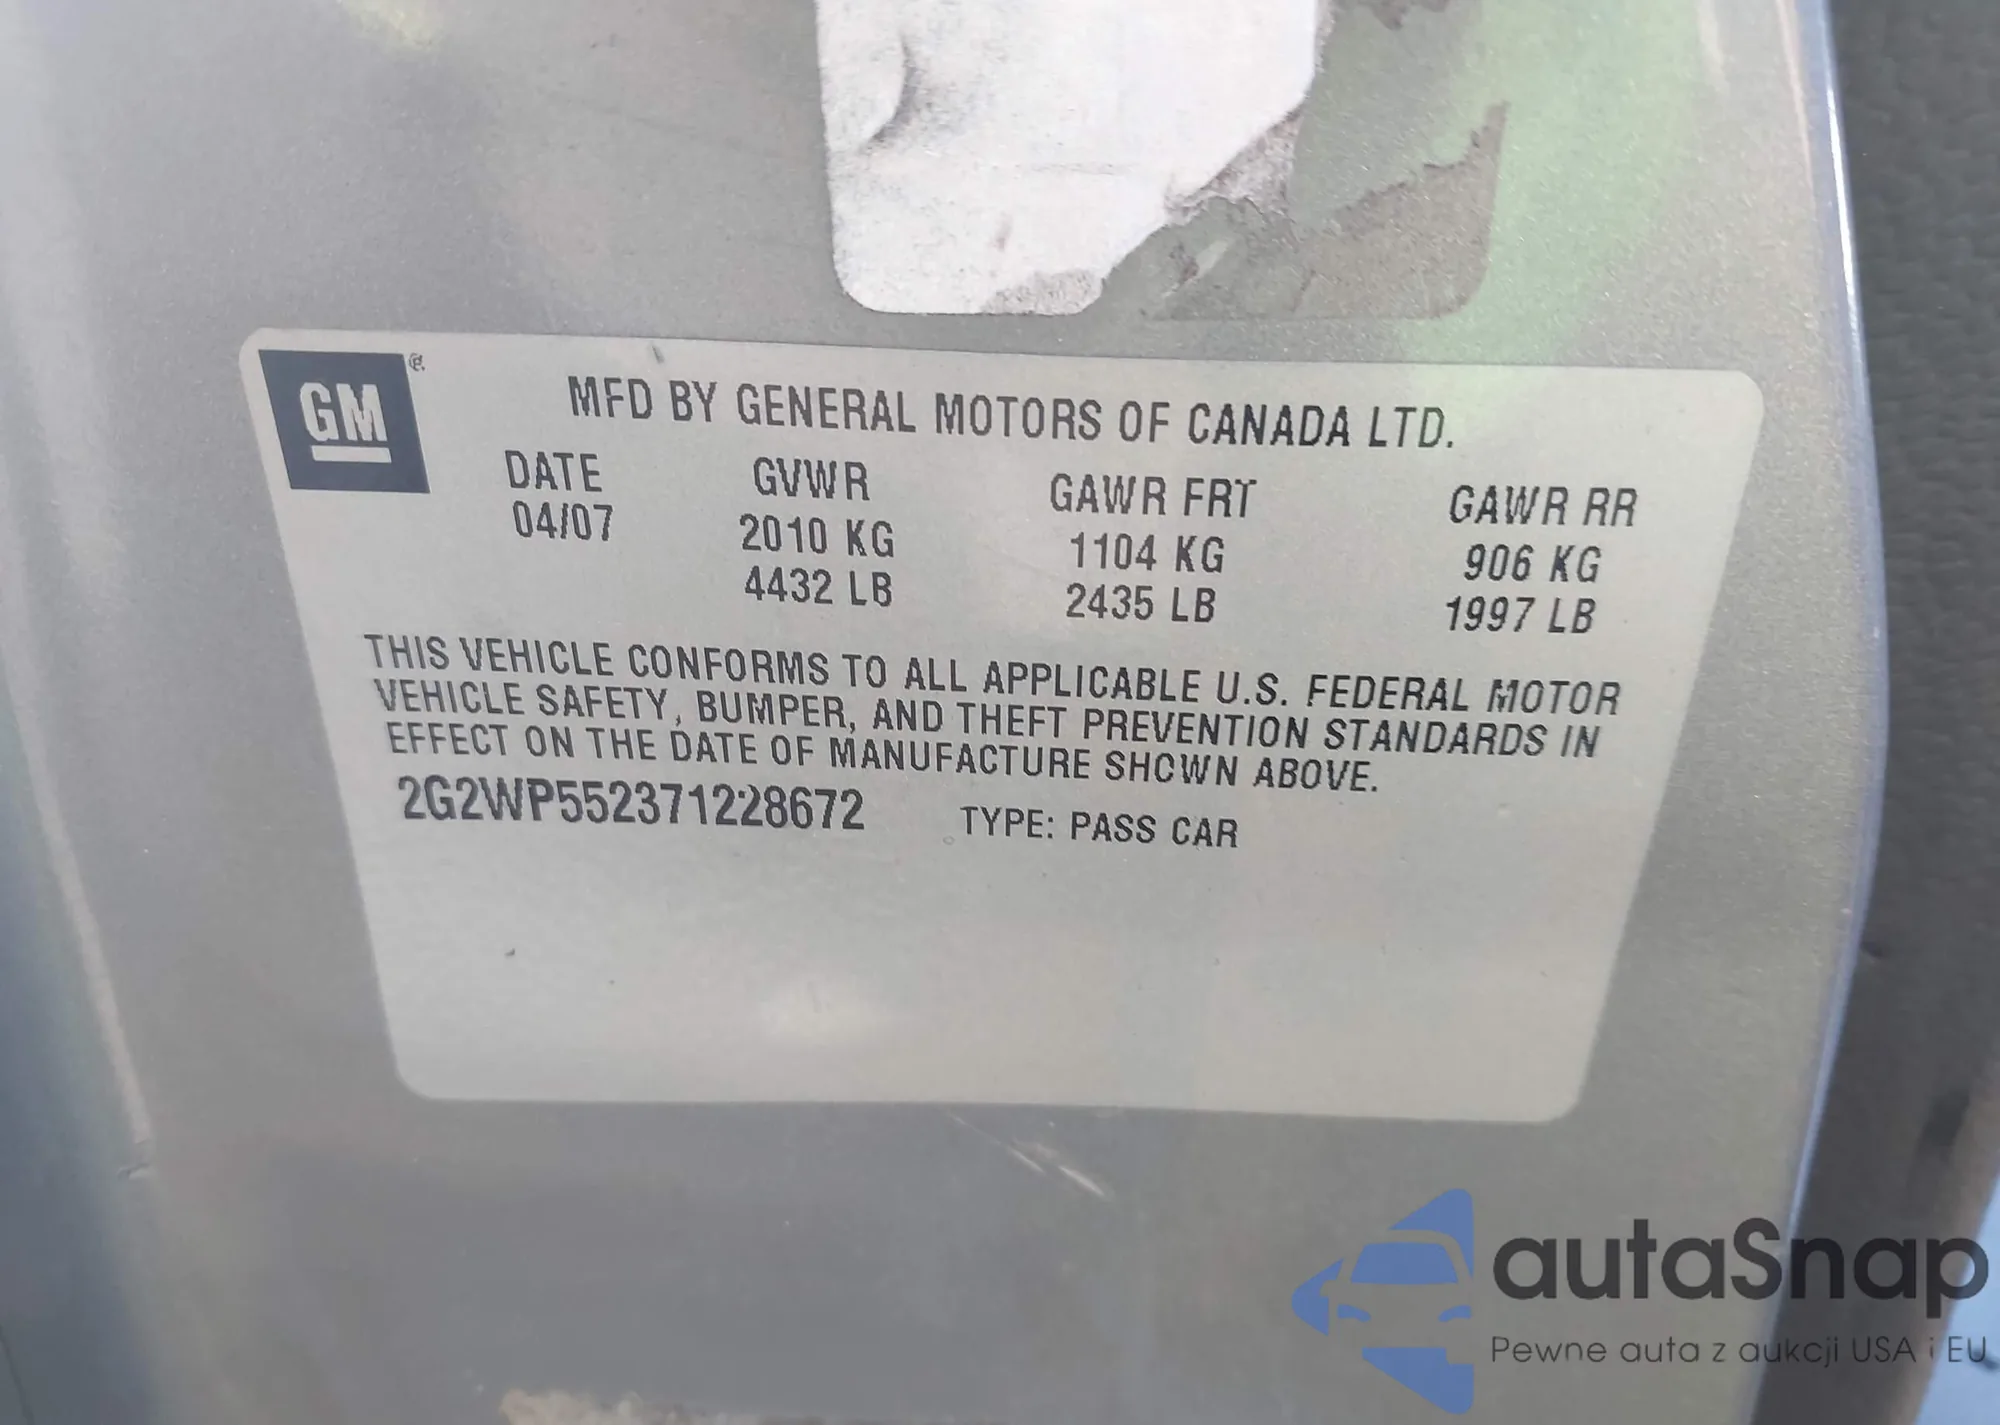 GM
MFD BY GENERAL MOTORS OF CANADA LTD.
DATE GVWR GAWR FRT GAWR RR
04/07 2010 KG 1104 KG 906 KG
4432 LB 2435 LB 1997 LB
THIS VEHICLE CONFORMS TO ALL APPLICABLE U.S. FEDERAL MOTOR
VEHICLE SAFETY, BUMPER, AND THEFT PREVENTION STANDARDS IN
EFFECT ON THE DATE OF MANUFACTURE SHOWN ABOVE.
2G2WP552371228672 TYPE: PASS CAR
autaSnap
Pewne auta z aukcji USA i EU